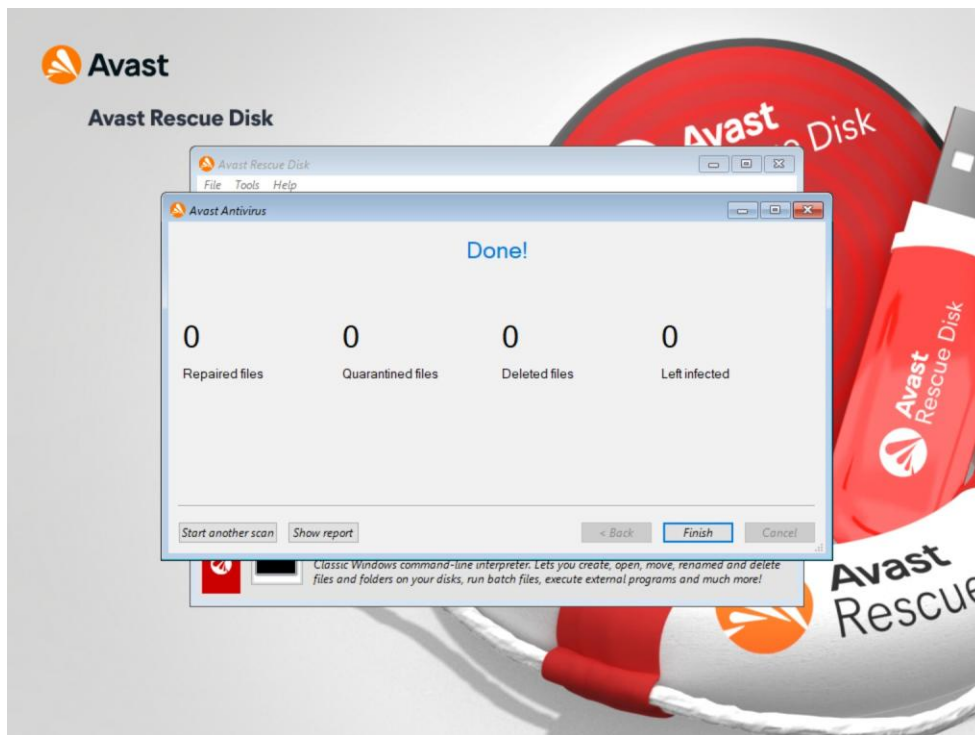 Avast
Avast Rescue Disk
Avast Rescue Disk
File Tools Help
Avast Antivirus
Done!
0 0 0 0
Repaired files Quarantined files Deleted files Left infected
Start another scan Show report < Back Finish Cancel
Classic Windows command-line interpreter. Lets you create, open, move, renamed and delete
files and folders on your disks, run batch files, execute external programs and much more!
Avast
Disk
Avast
Rescue Disk
Avast
Rescue